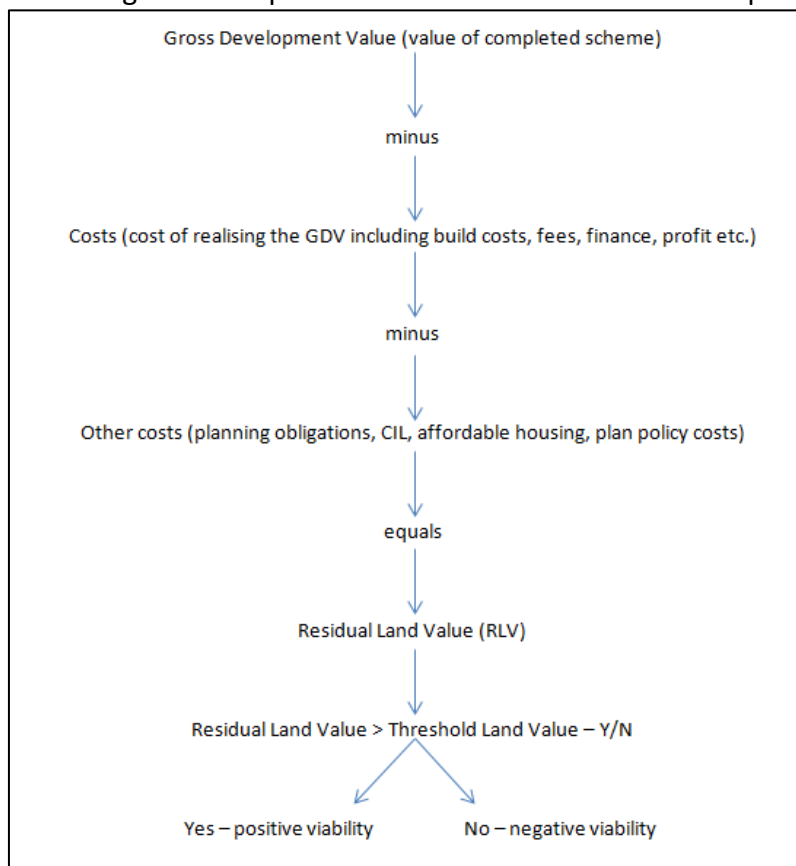 Gross Development Value (value of completed scheme)
minus
Costs (cost of realising the GDV including build costs, fees, finance, profit etc.)
minus
Other costs (planning obligations, CIL, affordable housing, plan policy costs)
equals
Residual Land Value (RLV)
Residual Land Value > Threshold Land Value – Y/N
Yes – positive viability No – negative viability